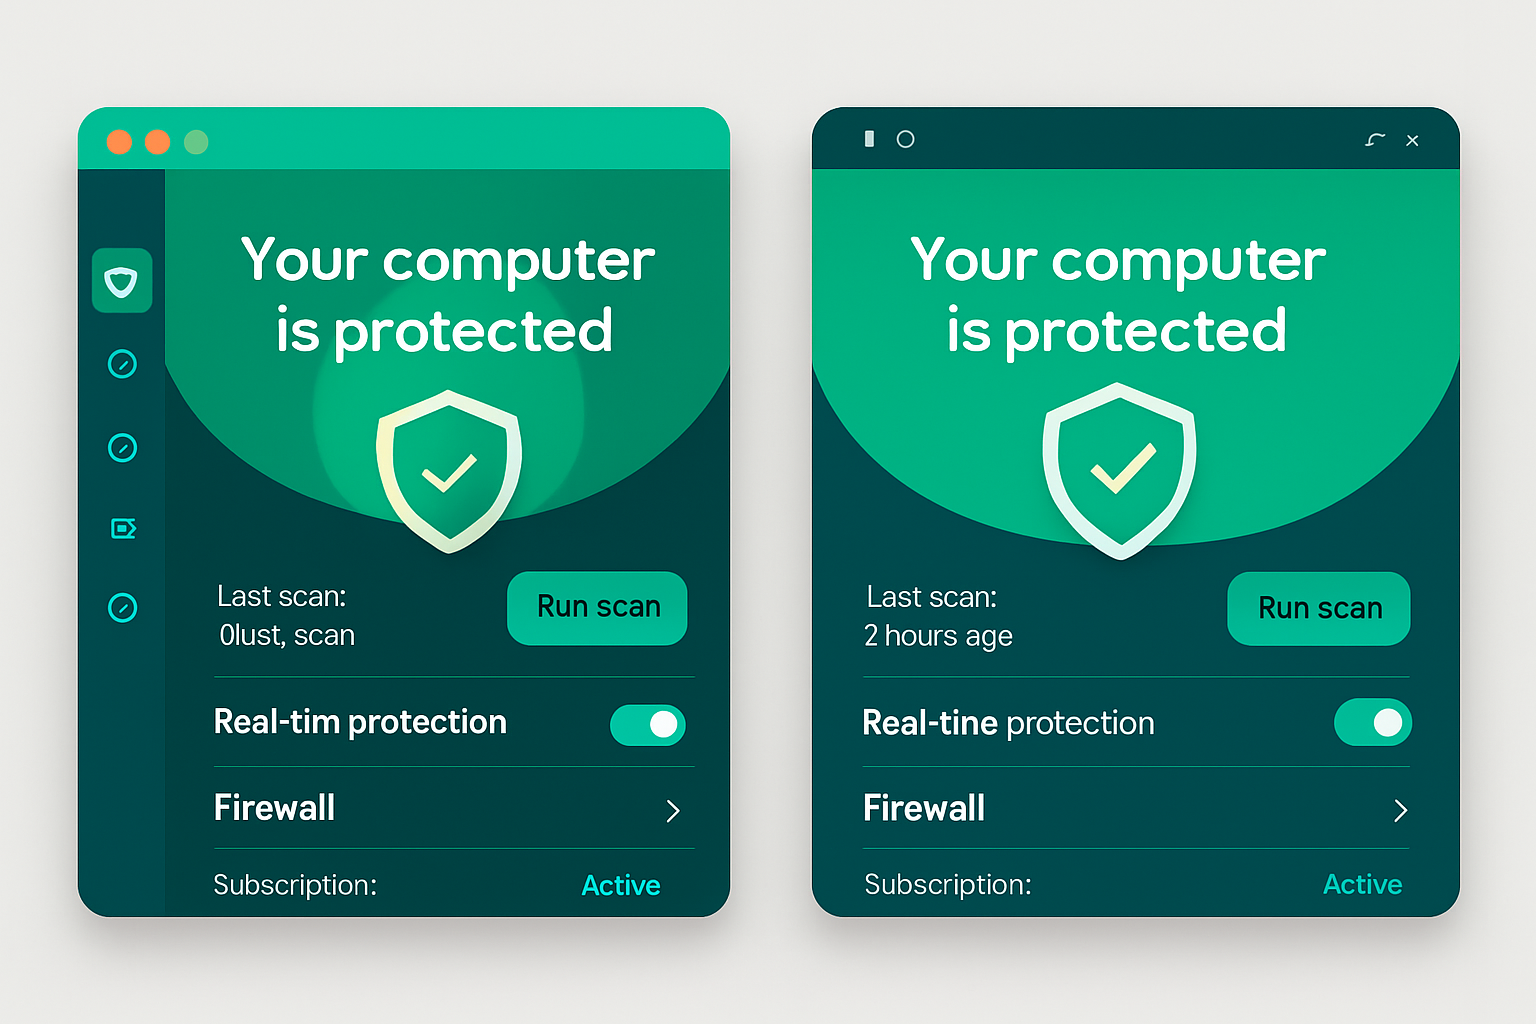 Your computer
is protected
Last scan:
0lust, scan
Run scan
Real-tim protection
Firewall
Subscription:
Active
Your computer
is protected
Last scan:
2 hours age
Run scan
Real-tine protection
Firewall
Subscription:
Active